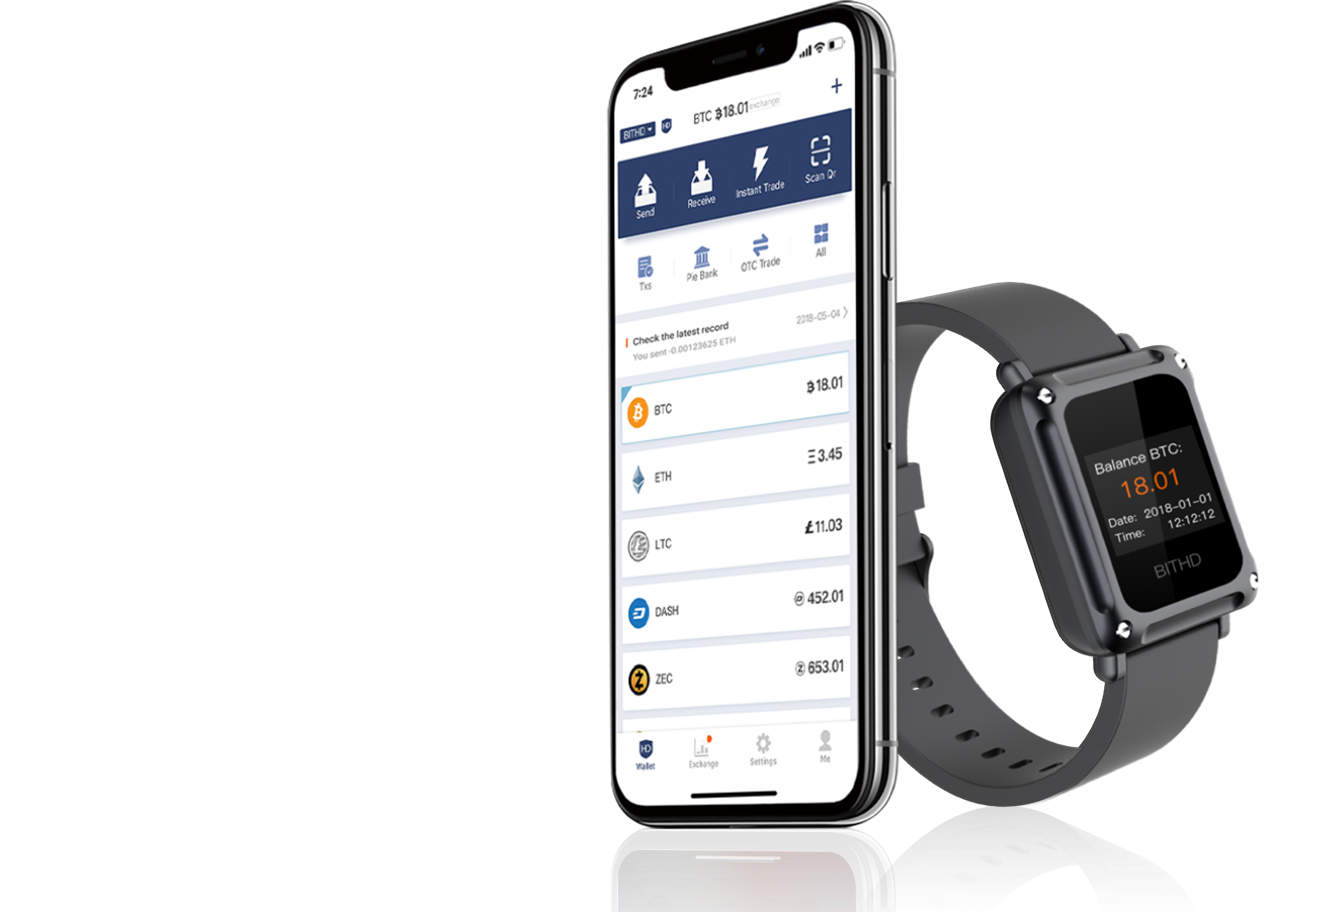 7:24
BITHD
HD
BTC ₿18.01 exchange
+
Send
Receive
Instant Trade
Scan Qr
Txs
Pie Bank
OTC Trade
All
Check the latest record
2018-05-04 〉
You sent -0.00123625 ETH
BTC
₿18.01
ETH
Ξ 3.45
LTC
Ł 11.03
DASH
452.01
ZEC
ⓩ 653.01
HD
Wallet
Exchange
Settings
Me
Balance BTC:
18.01
Date: 2018-01-01
Time: 12:12:12
BITHD